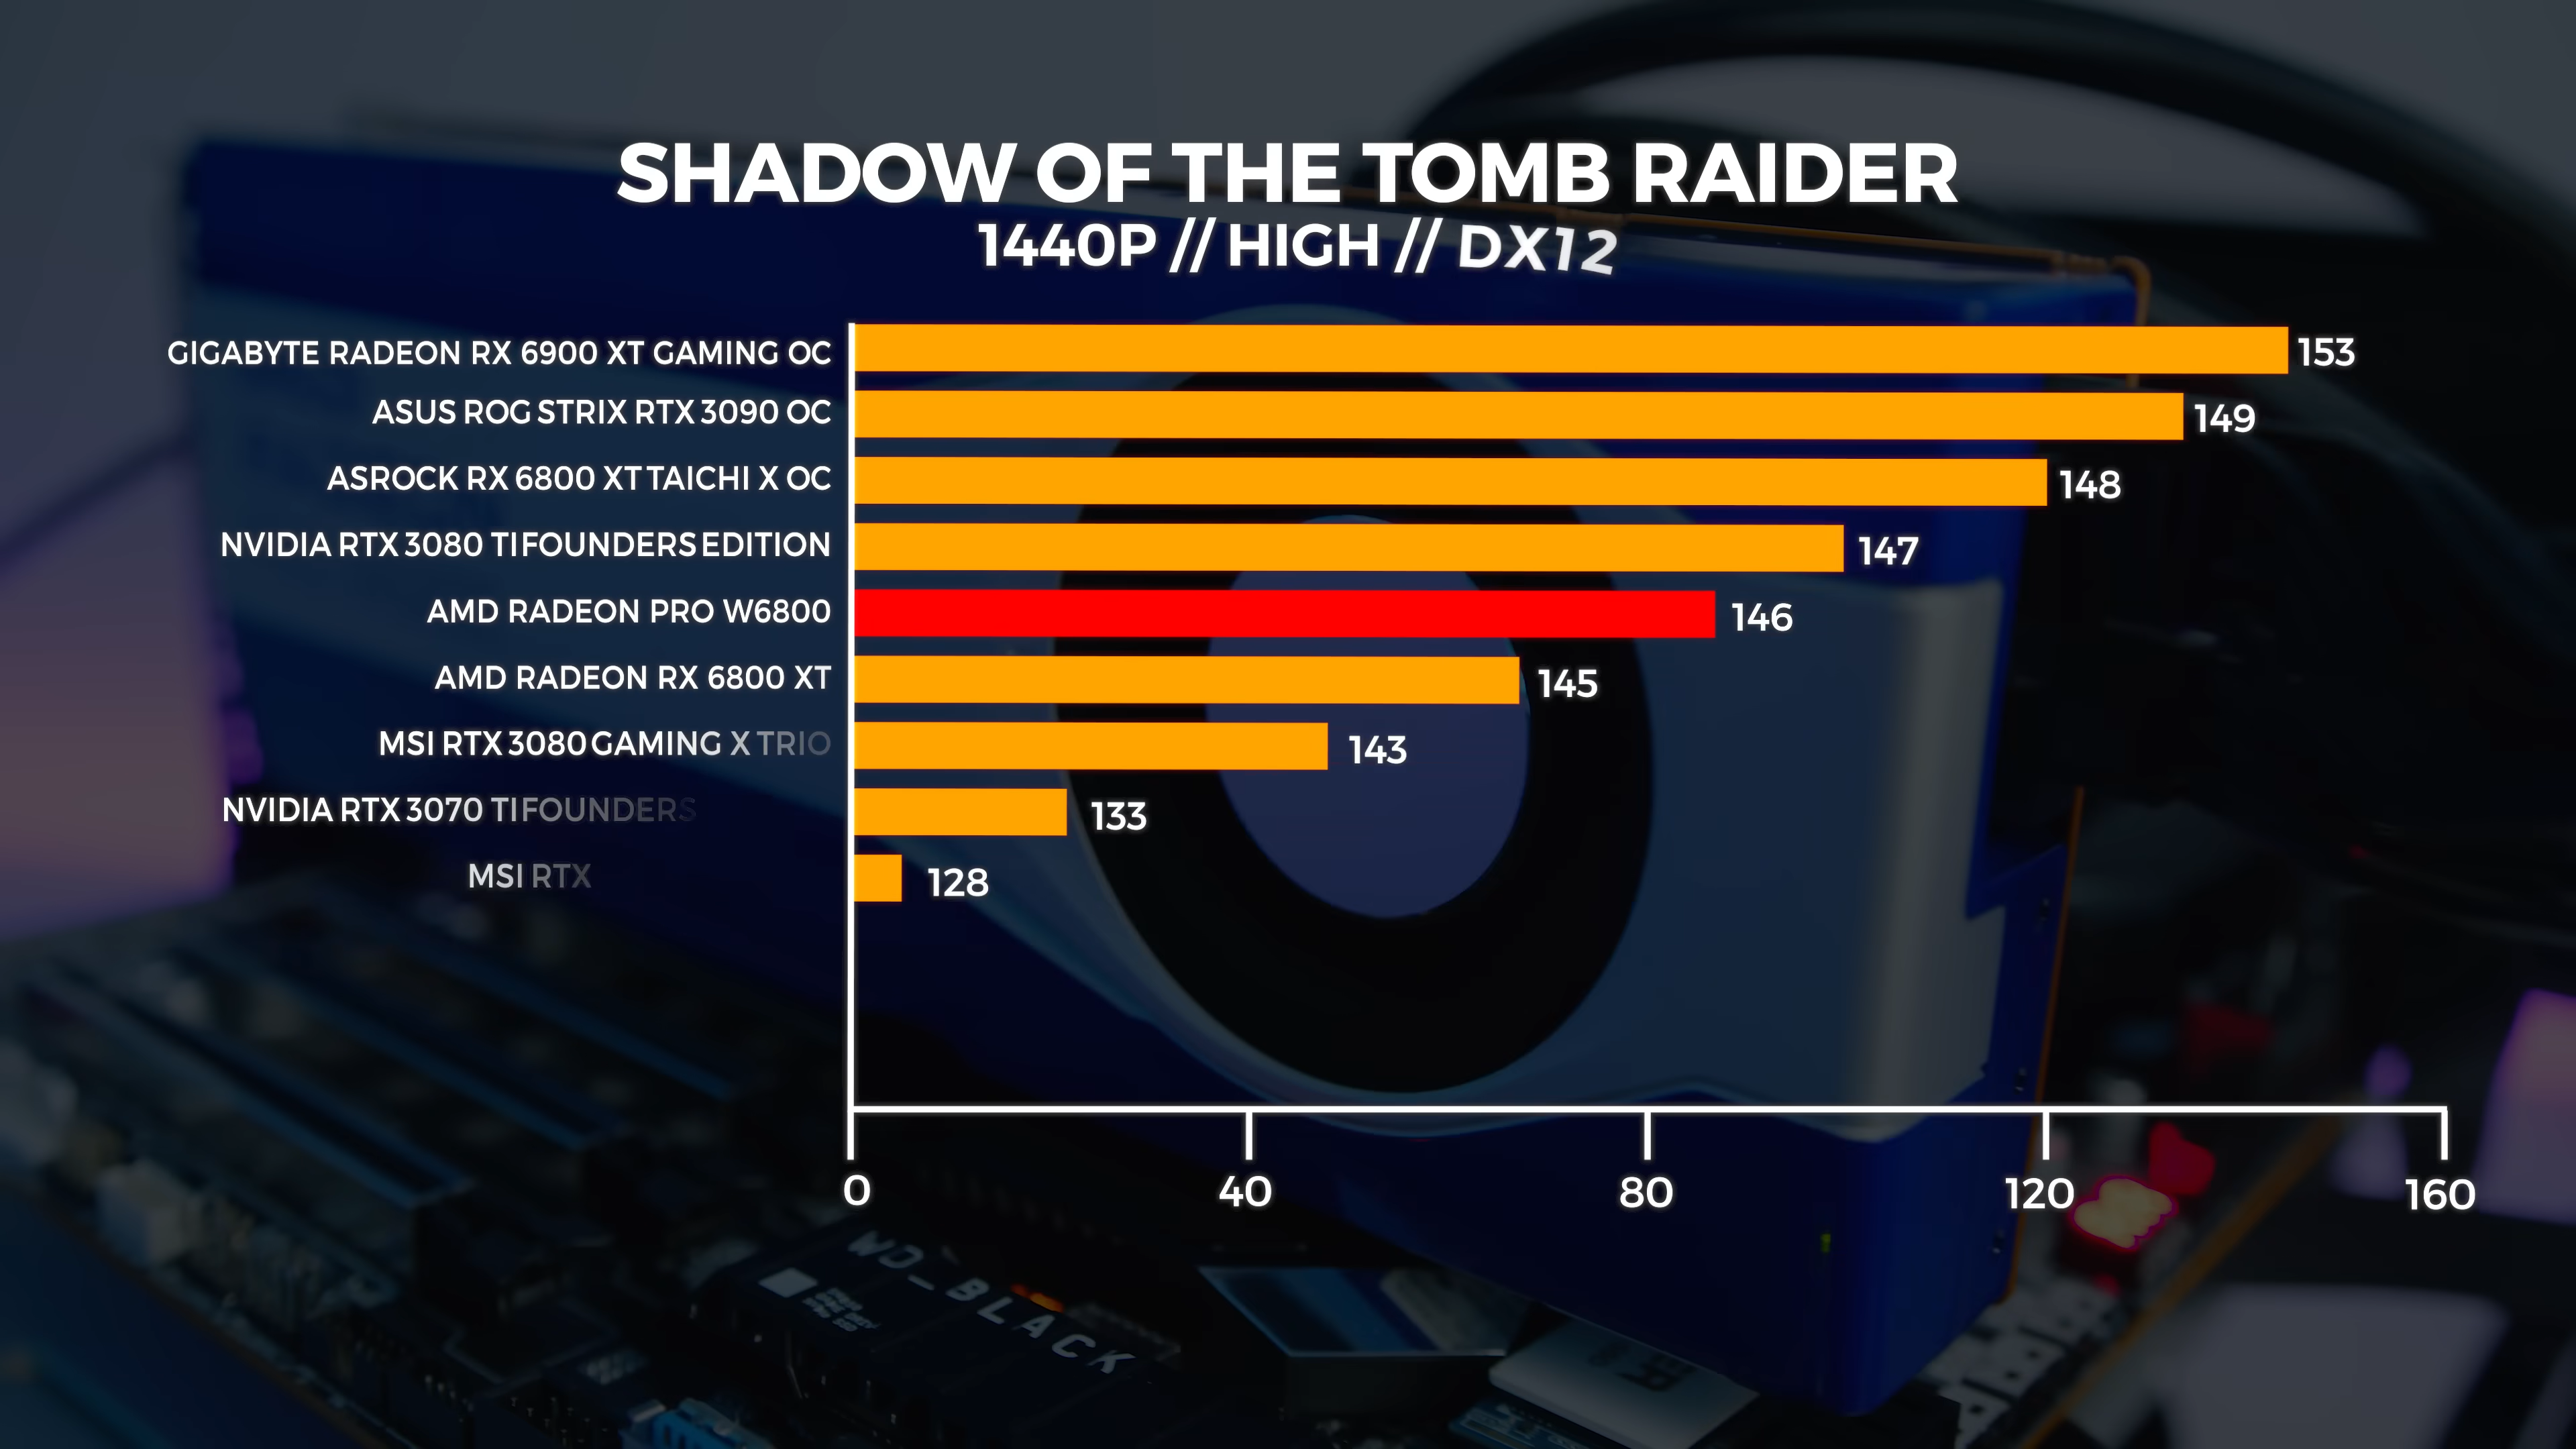 SHADOW OF THE TOMB RAIDER
1440P // HIGH // DX12
GIGABYTE RADEON RX 6900 XT GAMING OC 153
ASUS ROG STRIX RTX 3090 OC 149
ASROCK RX 6800 XT TAICHI X OC 148
NVIDIA RTX 3080 TI FOUNDERS EDITION 147
AMD RADEON PRO W6800 146
AMD RADEON RX 6800 XT 145
MSI RTX 3080 GAMING X TRIO 143
NVIDIA RTX 3070 TI FOUNDERS 133
MSI RTX 128
0 40 80 120 160
WD_BLACK